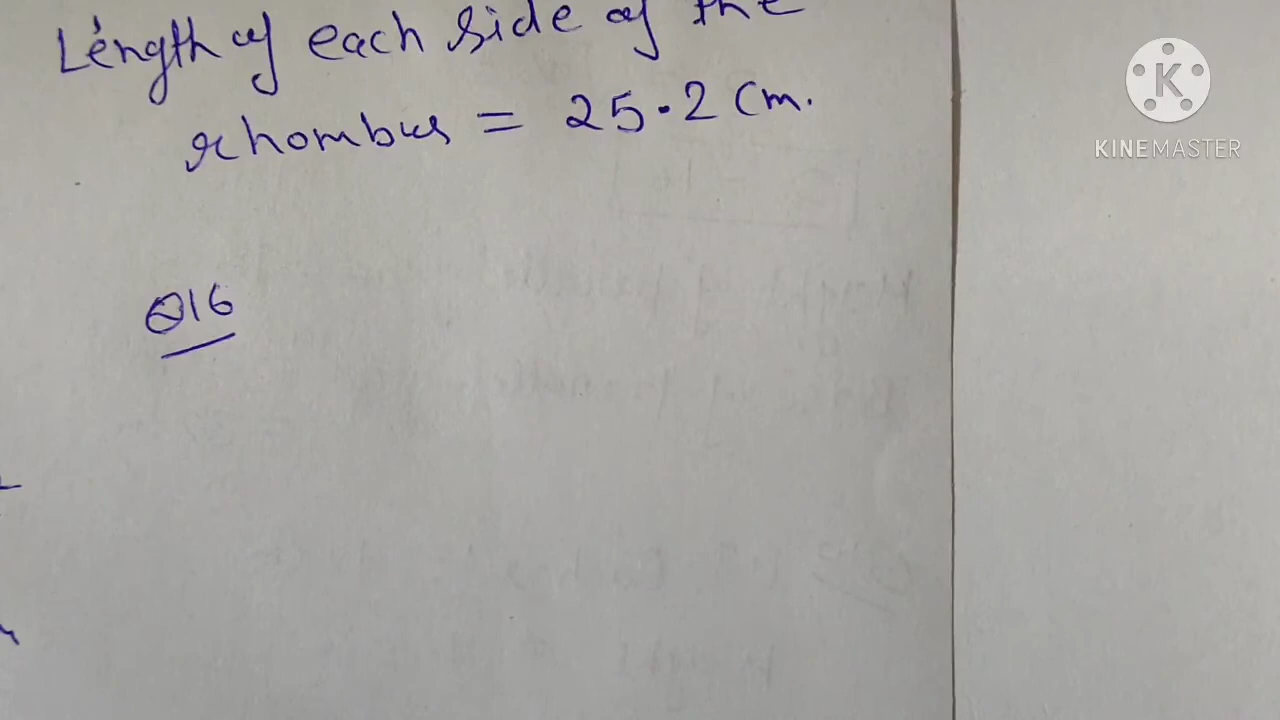 Length of each side of the
rhombus = 25.2 cm.
Q16
K
KINEMASTER